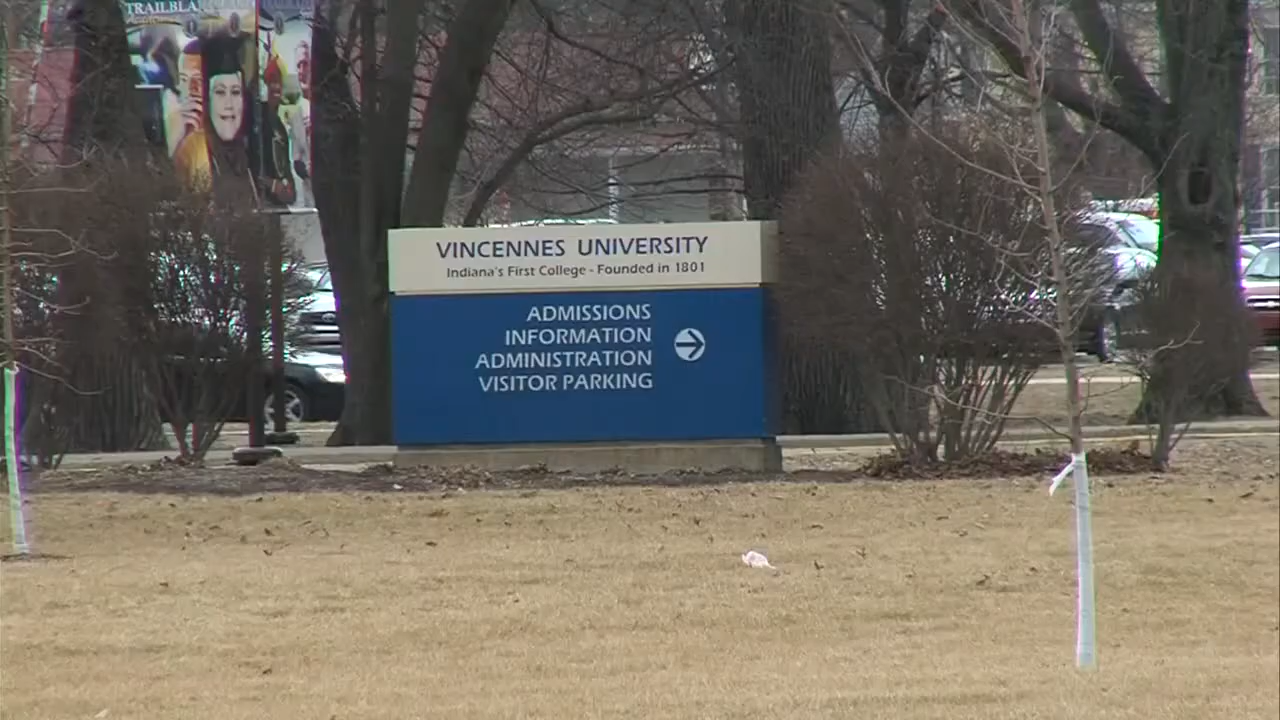 VINCENNES UNIVERSITY
Indiana's First College - Founded in 1801
ADMISSIONS
INFORMATION
ADMINISTRATION
VISITOR PARKING